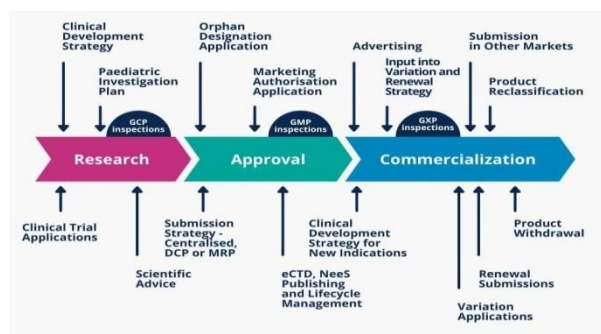 Clinical
Development
Strategy
Paediatric
Investigation
Plan
GCP
inspections
Orphan
Designation
Application
Marketing
Authorisation
Application
GMP
inspections
Advertising
Input into
Variation and
Renewal
Strategy
GXP
inspections
Submission
in Other Markets
Product
Reclassification
Research
Approval
Commercialization
Clinical Trial
Applications
Scientific
Advice
Submission
Strategy -
Centralised,
DCP or MRP
eCTD, NeeS
Publishing
and Lifecycle
Management
Clinical
Development
Strategy for
New Indications
Variation
Applications
Renewal
Submissions
Product
Withdrawal